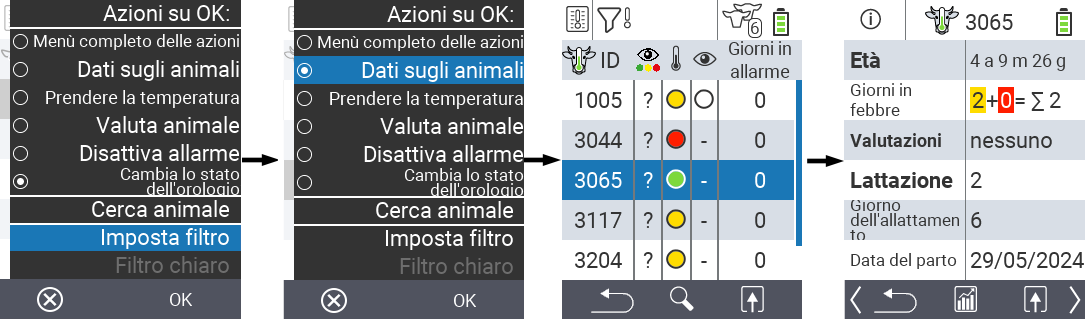 Azioni su OK:
Menù completo delle azioni
Dati sugli animali
Prendere la temperatura
Valuta animale
Disattiva allarme
Cambia lo stato
dell'orologio
Cerca animale
Imposta filtro
Filtro chiaro
OK
Azioni su OK:
Menù completo delle azioni
Dati sugli animali
Prendere la temperatura
Valuta animale
Disattiva allarme
Cambia lo stato
dell'orologio
Cerca animale
Imposta filtro
Filtro chiaro
OK
6
ID Giorni in
allarme
1005 ? 0
3044 ? - 0
3065 ? - 0
3117 ? - 0
3204 ? - 0
3065
Età 4 a 9 m 26 g
Giorni in
febbre 2+0= ∑ 2
Valutazioni nessuno
Lattazione 2
Giorno
dell'allattamen
to 6
Data del parto 29/05/2024